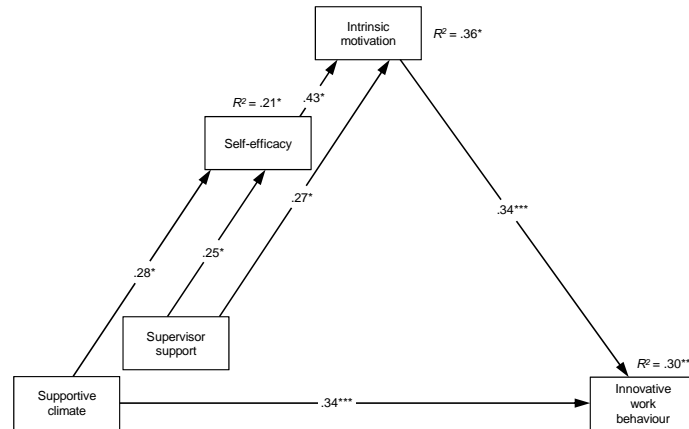 Intrinsic
motivation
R² = .36*
.43*
R² = .21*
Self-efficacy
.27*
.34***
.25*
.28*
Supervisor
support
R² = .30**
Supportive
climate
.34***
Innovative
work
behaviour